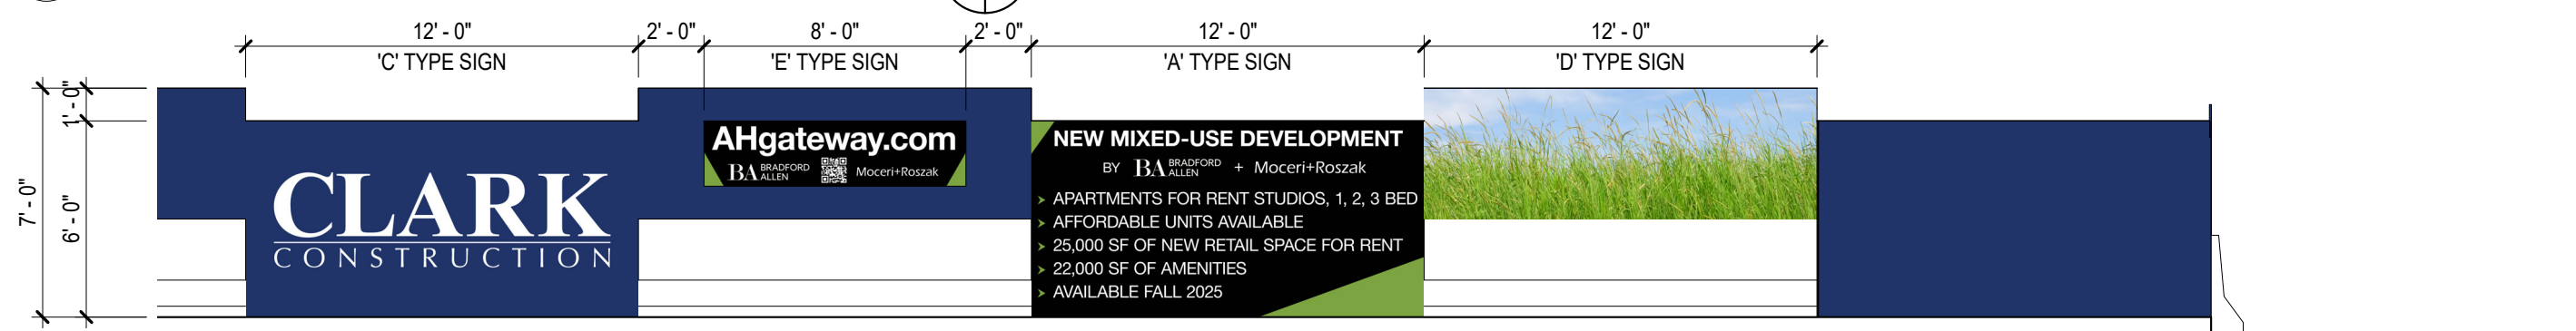 12' - 0" 2' - 0" 8' - 0" 2' - 0" 12' - 0" 12' - 0"
'C' TYPE SIGN 'E' TYPE SIGN 'A' TYPE SIGN 'D' TYPE SIGN
1' - 0"
7' - 0"
6' - 0"
CLARK
CONSTRUCTION
AHgateway.com
BA BRADFORD ALLEN Moceri+Roszak
NEW MIXED-USE DEVELOPMENT
BY BA BRADFORD ALLEN + Moceri+Roszak
> APARTMENTS FOR RENT STUDIOS, 1, 2, 3 BED
> AFFORDABLE UNITS AVAILABLE
> 25,000 SF OF NEW RETAIL SPACE FOR RENT
> 22,000 SF OF AMENITIES
> AVAILABLE FALL 2025